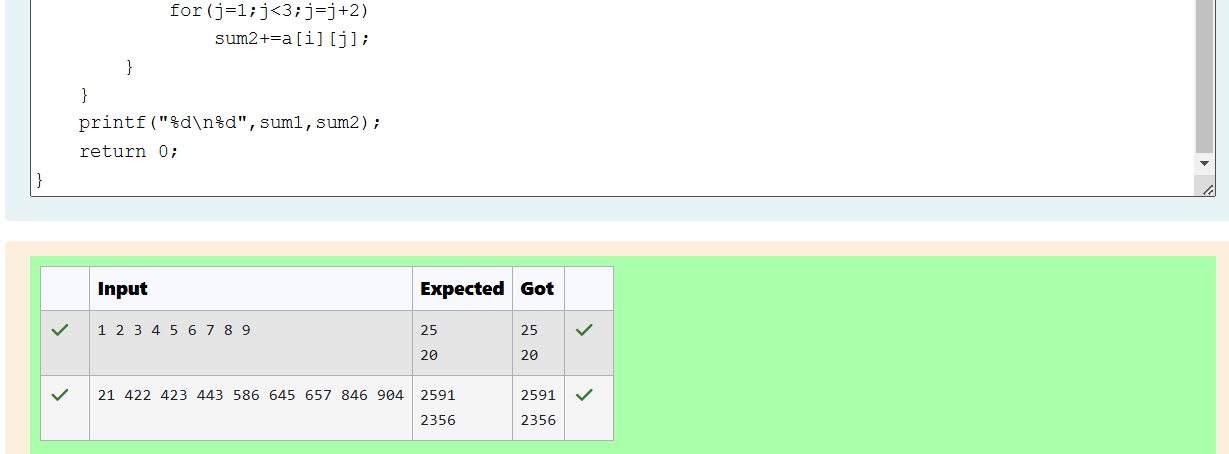 for(j=1;j<3;j=j+2)
sum2+=a[i][j];
}
}
printf("%d\n%d",sum1,sum2);
return 0;
}
Input Expected Got
1 2 3 4 5 6 7 8 9 25 25
20 20
21 422 423 443 586 645 657 846 904 2591 2591
2356 2356